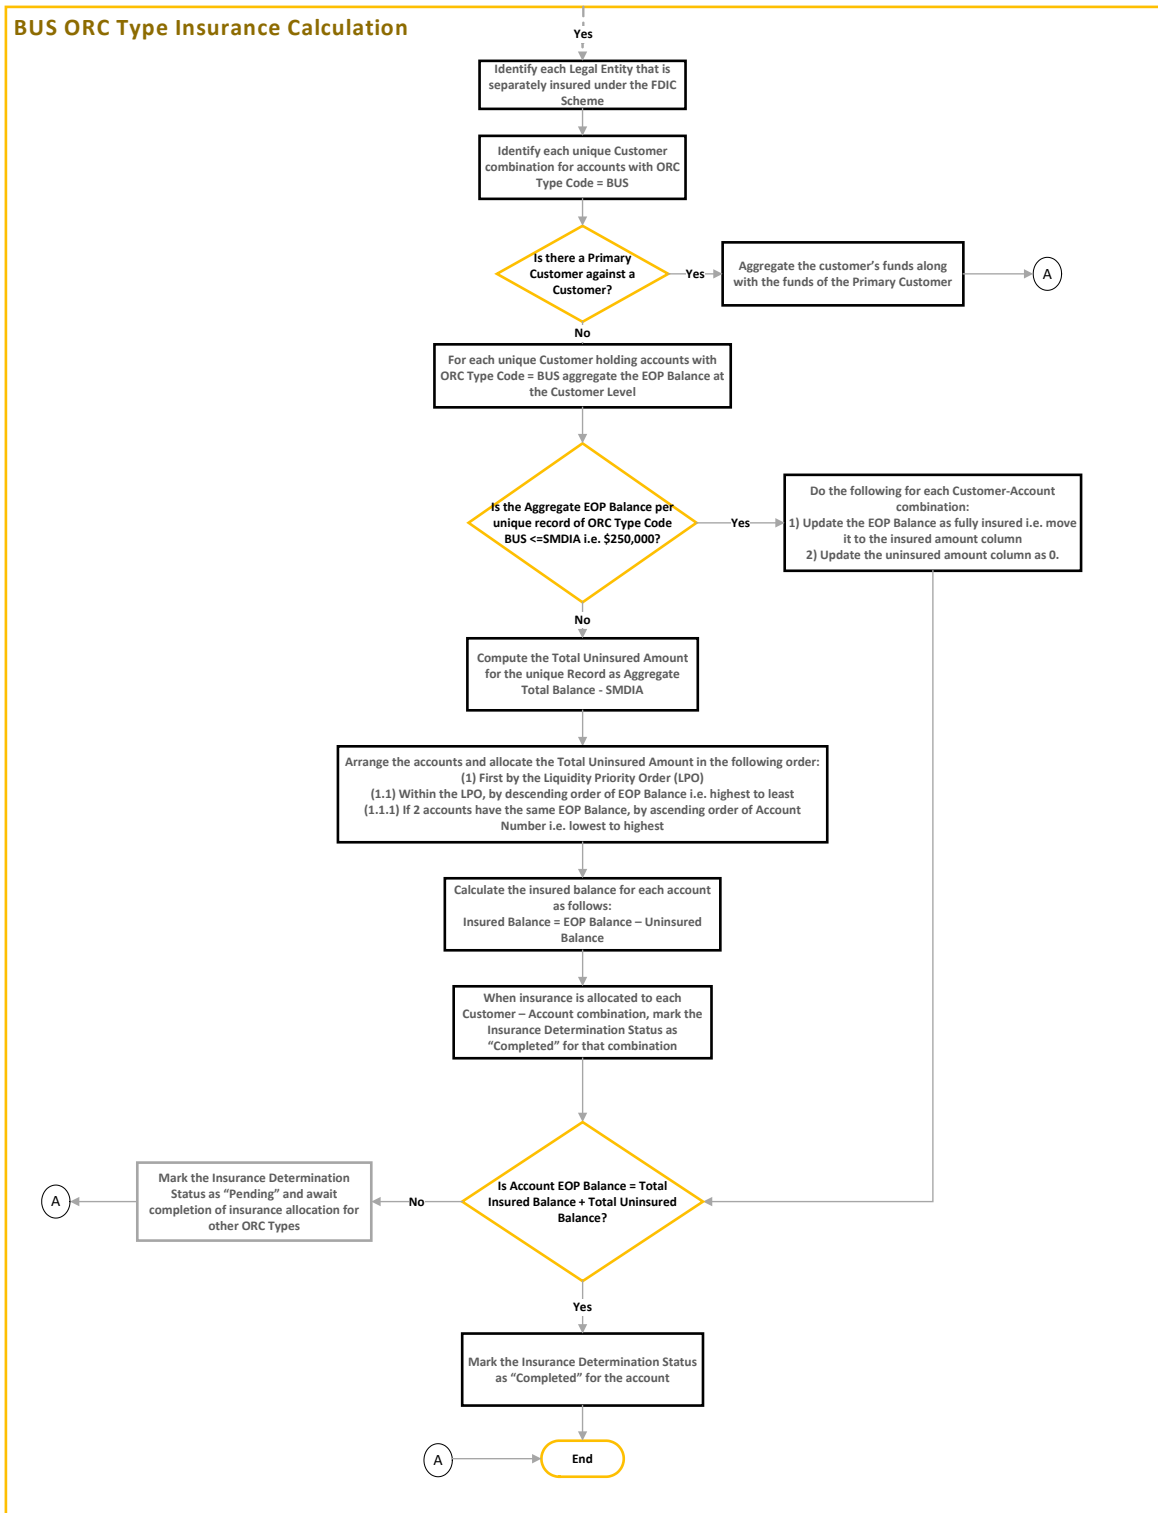 BUS ORC Type Insurance Calculation
Yes
Identify each Legal Entity that is
separately insured under the FDIC
Scheme
Identify each unique Customer
combination for accounts with ORC
Type Code = BUS
Is there a Primary
Customer against a
Customer?
Yes
Aggregate the customer’s funds along
with the funds of the Primary Customer
A
No
For each unique Customer holding accounts with
ORC Type Code = BUS aggregate the EOP Balance at
the Customer Level
Is the Aggregate EOP Balance per
unique record of ORC Type Code
BUS <=SMDIA i.e. $250,000?
Yes
Do the following for each Customer-Account
combination:
1) Update the EOP Balance as fully insured i.e. move
it to the insured amount column
2) Update the uninsured amount column as 0.
No
Compute the Total Uninsured Amount
for the unique Record as Aggregate
Total Balance - SMDIA
Arrange the accounts and allocate the Total Uninsured Amount in the following order:
(1) First by the Liquidity Priority Order (LPO)
(1.1) Within the LPO, by descending order of EOP Balance i.e. highest to least
(1.1.1) If 2 accounts have the same EOP Balance, by ascending order of Account
Number i.e. lowest to highest
Calculate the insured balance for each account
as follows:
Insured Balance = EOP Balance – Uninsured
Balance
When insurance is allocated to each
Customer – Account combination, mark the
Insurance Determination Status as
“Completed” for that combination
Is Account EOP Balance = Total
Insured Balance + Total Uninsured
Balance?
No
Mark the Insurance Determination
Status as “Pending” and await
completion of insurance allocation for
other ORC Types
A
Yes
Mark the Insurance Determination Status
as “Completed” for the account
A
End